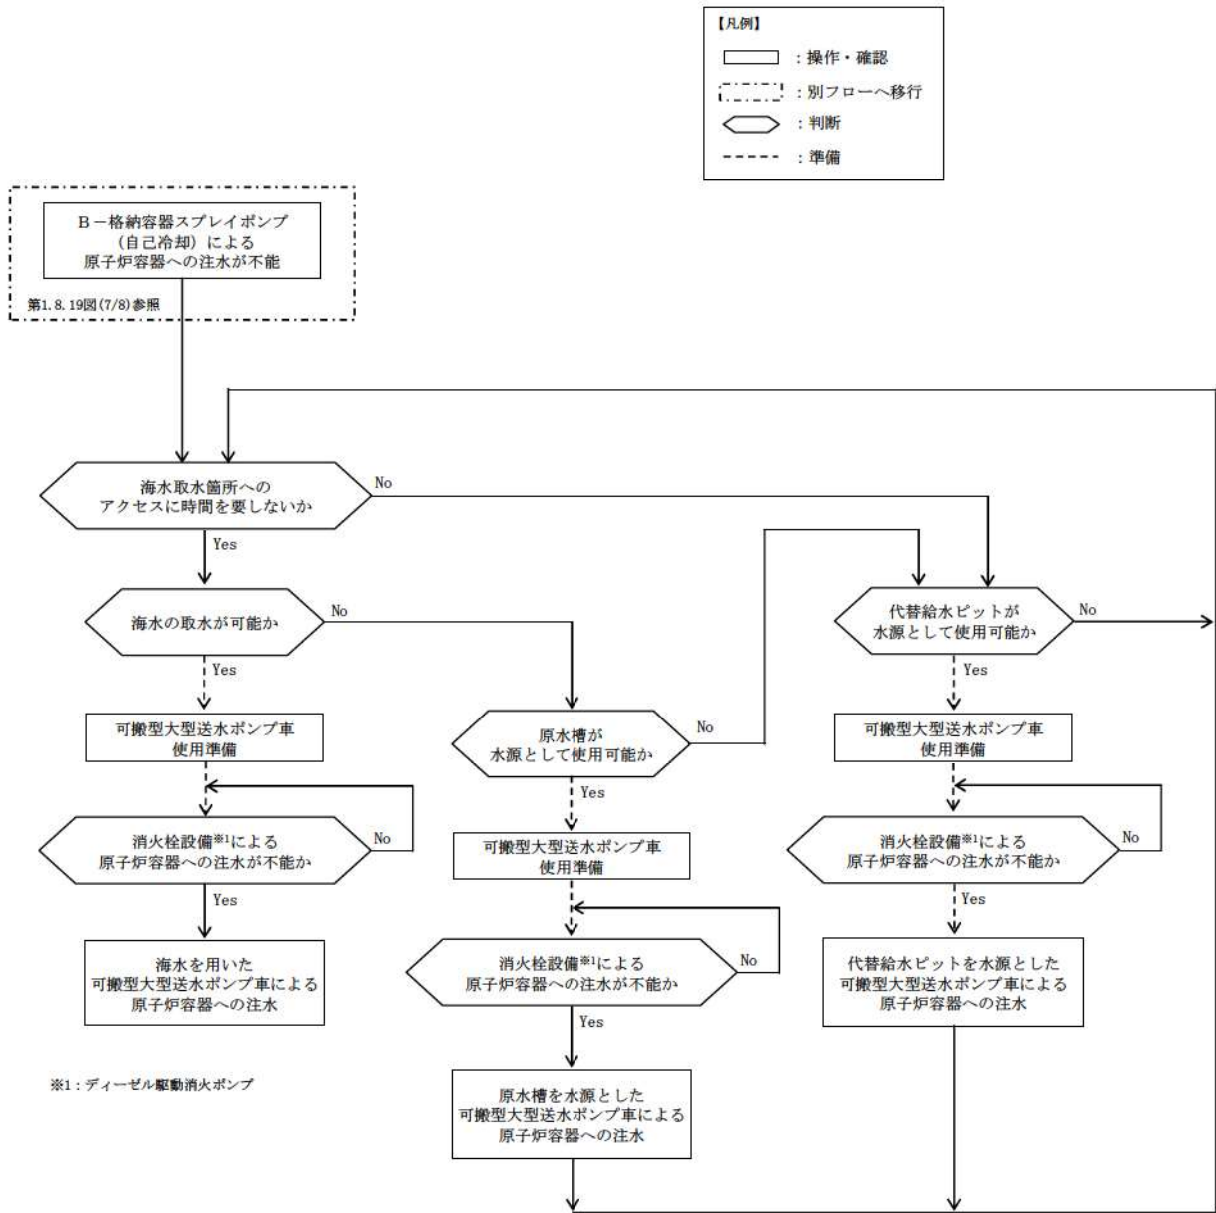 【凡例】
：操作・確認
：別フローへ移行
：判断
：準備
B－格納容器スプレイポンプ
（自己冷却）による
原子炉容器への注水が不能
第1.8.19図(7/8)参照
海水取水箇所への
アクセスに時間を要しないか
No
Yes
海水の取水が可能か
No
Yes
可搬型大型送水ポンプ車
使用準備
消火栓設備※1による
原子炉容器への注水が不能か
No
Yes
海水を用いた
可搬型大型送水ポンプ車による
原子炉容器への注水
原水槽が
水源として使用可能か
No
Yes
可搬型大型送水ポンプ車
使用準備
消火栓設備※1による
原子炉容器への注水が不能か
No
Yes
原水槽を水源とした
可搬型大型送水ポンプ車による
原子炉容器への注水
代替給水ピットが
水源として使用可能か
No
Yes
可搬型大型送水ポンプ車
使用準備
消火栓設備※1による
原子炉容器への注水が不能か
No
Yes
代替給水ピットを水源とした
可搬型大型送水ポンプ車による
原子炉容器への注水
※1：ディーゼル駆動消火ポンプ